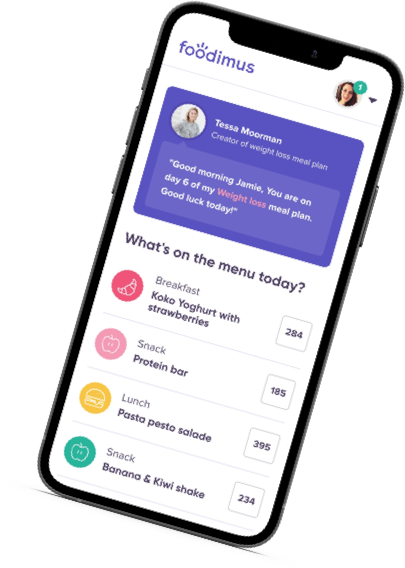 foodimus
1
Tessa Moorman
Creator of weight loss meal plan
"Good morning Jamie, You are on
day 6 of my Weight loss meal plan.
Good luck today!"
What's on the menu today?
Breakfast
Koko Yoghurt with
strawberries
284
Snack
Protein bar
185
Lunch
Pasta pesto salade
395
Snack
Banana & Kiwi shake
234